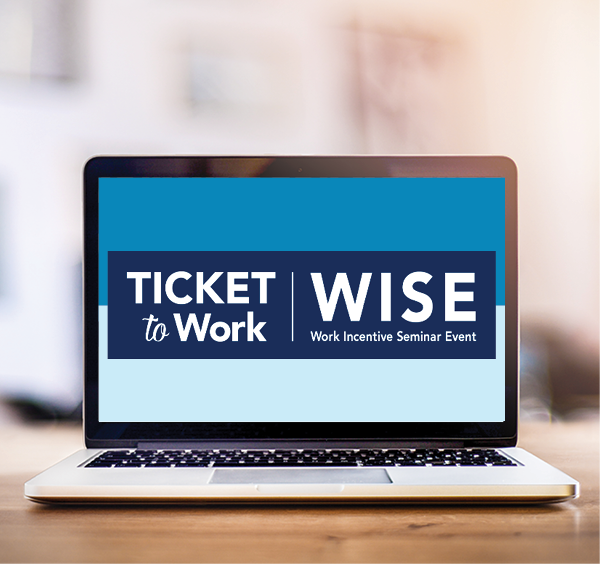 TICKET
to Work
WISE
Work Incentive Seminar Event